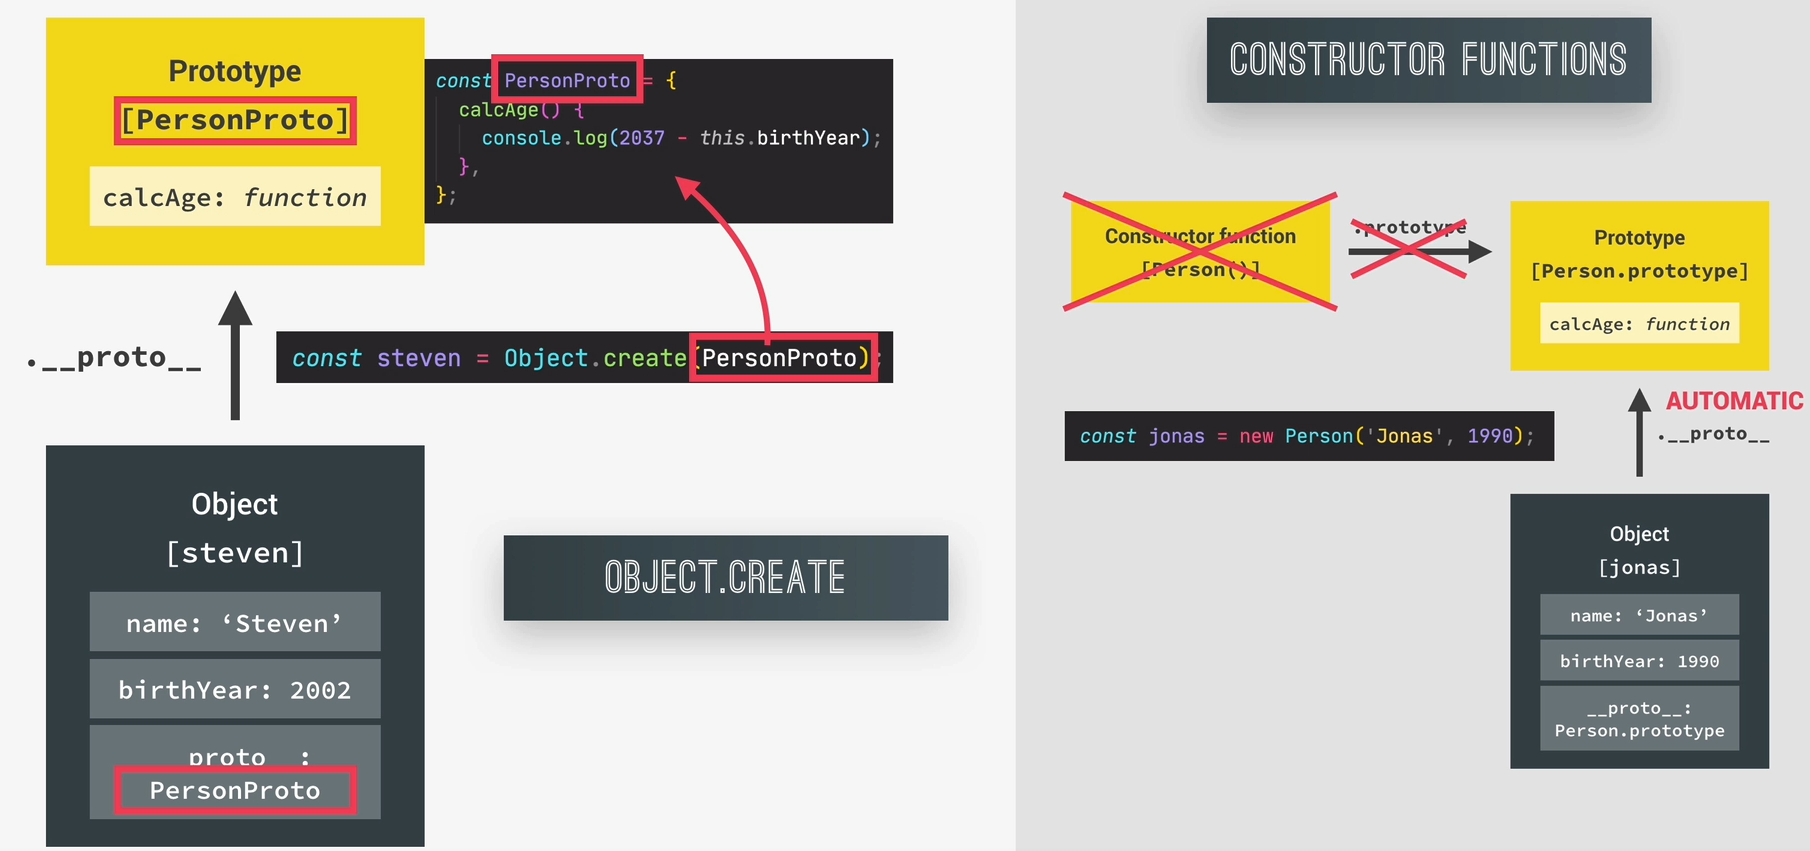 Prototype
[PersonProto]
calcAge: function
const PersonProto = {
calcAge() {
console.log(2037 - this.birthYear);
},
};
.__proto__
const steven = Object.create(PersonProto);
Object
[steven]
name: ‘Steven’
birthYear: 2002
__proto__:
PersonProto
OBJECT.CREATE
CONSTRUCTOR FUNCTIONS
Constructor function
[Person()]
.prototype
Prototype
[Person.prototype]
calcAge: function
AUTOMATIC
.__proto__
const jonas = new Person('Jonas', 1990);
Object
[jonas]
name: ‘Jonas’
birthYear: 1990
__proto__:
Person.prototype